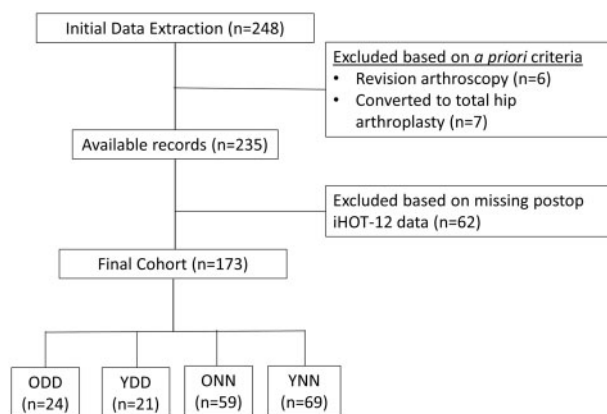 Initial Data Extraction (n=248)
Excluded based on a priori criteria
• Revision arthroscopy (n=6)
• Converted to total hip
arthroplasty (n=7)
Available records (n=235)
Excluded based on missing postop
iHOT-12 data (n=62)
Final Cohort (n=173)
ODD
(n=24)
YDD
(n=21)
ONN
(n=59)
YNN
(n=69)